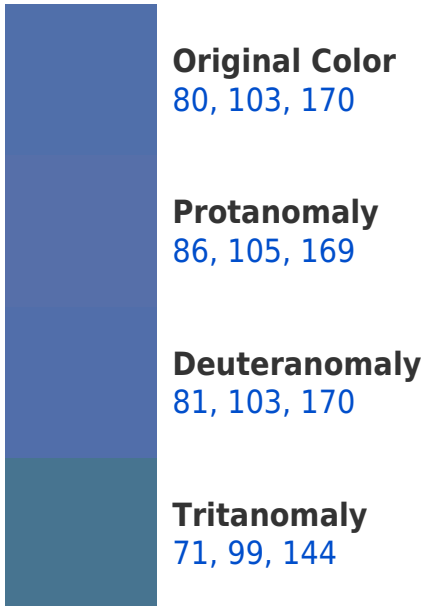 Original Color
80, 103, 170
Protanomaly
86, 105, 169
Deuteranomaly
81, 103, 170
Tritanomaly
71, 99, 144